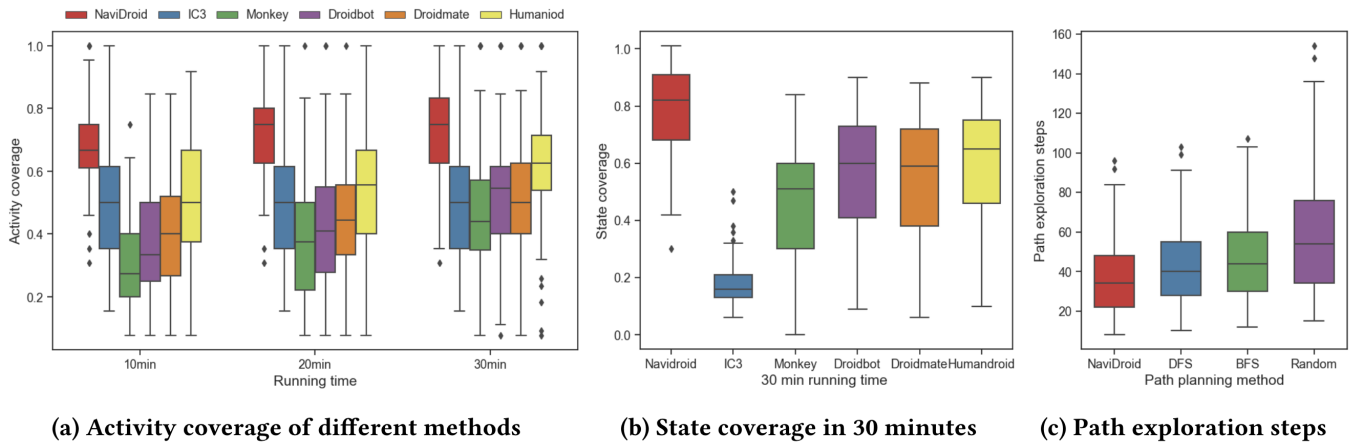 NaviDroid IC3 Monkey Droidbot Droidmate Humaniod
Activity coverage
1.0
0.8
0.6
0.4
0.2
10min 20min 30min
Running time
(a) Activity coverage of different methods
State coverage
1.0
0.8
0.6
0.4
0.2
0.0
Navidroid IC3 Monkey Droidbot Droidmate Humandroid
30 min running time
(b) State coverage in 30 minutes
Path exploration steps
160
140
120
100
80
60
40
20
NaviDroid DFS BFS Random
Path planning method
(c) Path exploration steps